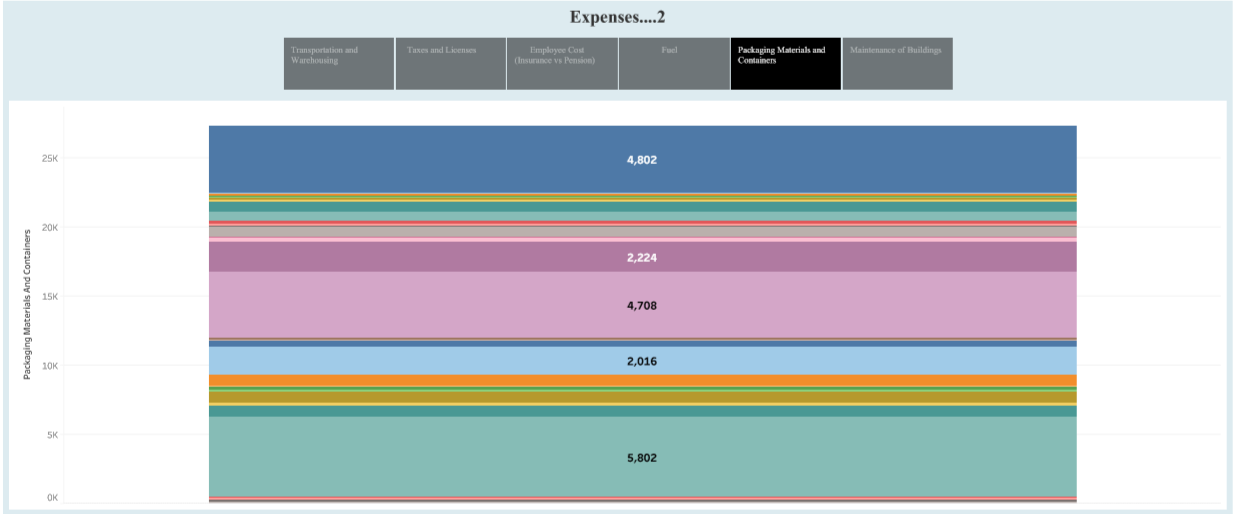 Expenses....2
Transportation and
Warehousing
Taxes and Licenses
Employee Cost
(Insurance vs Pension)
Fuel
Packaging Materials and
Containers
Maintenance of Buildings
Packaging Materials And Containers
25K
20K
15K
10K
5K
0K
4,802
2,224
4,708
2,016
5,802